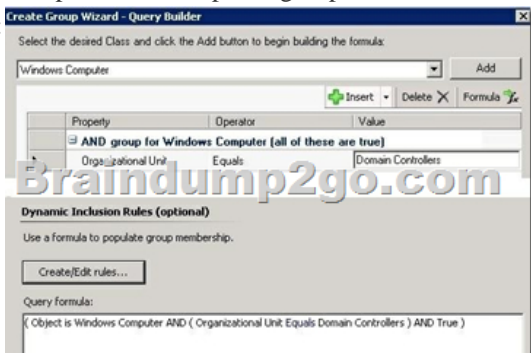 Create Group Wizard - Query Builder
Select the desired Class and click the Add button to begin building the formula:
Windows Computer
Add
Insert
Delete
Formula
Property Operator Value
AND group for Windows Computer (all of these are true)
Organizational Unit Equals Domain Controllers
Braindump2go.com
Dynamic Inclusion Rules (optional)
Use a formula to populate group membership.
Create/Edit rules...
Query formula:
( Object is Windows Computer AND ( Organizational Unit Equals Domain Controllers ) AND True )